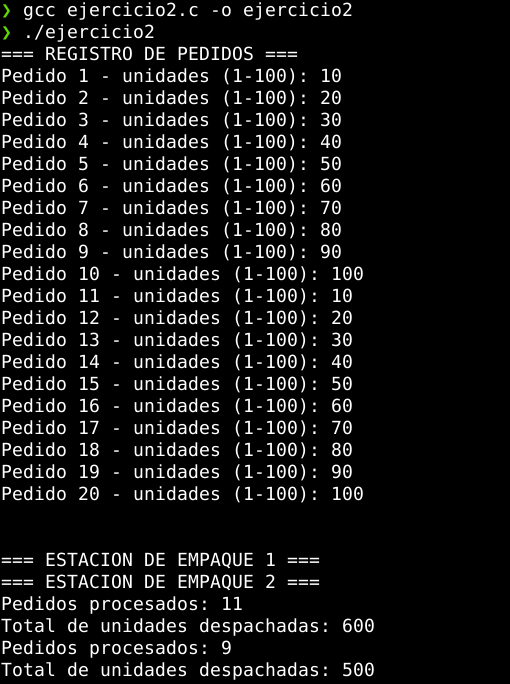 ❯ gcc ejercicio2.c -o ejercicio2
❯ ./ejercicio2
=== REGISTRO DE PEDIDOS ===
Pedido 1 - unidades (1-100): 10
Pedido 2 - unidades (1-100): 20
Pedido 3 - unidades (1-100): 30
Pedido 4 - unidades (1-100): 40
Pedido 5 - unidades (1-100): 50
Pedido 6 - unidades (1-100): 60
Pedido 7 - unidades (1-100): 70
Pedido 8 - unidades (1-100): 80
Pedido 9 - unidades (1-100): 90
Pedido 10 - unidades (1-100): 100
Pedido 11 - unidades (1-100): 10
Pedido 12 - unidades (1-100): 20
Pedido 13 - unidades (1-100): 30
Pedido 14 - unidades (1-100): 40
Pedido 15 - unidades (1-100): 50
Pedido 16 - unidades (1-100): 60
Pedido 17 - unidades (1-100): 70
Pedido 18 - unidades (1-100): 80
Pedido 19 - unidades (1-100): 90
Pedido 20 - unidades (1-100): 100
=== ESTACION DE EMPAQUE 1 ===
=== ESTACION DE EMPAQUE 2 ===
Pedidos procesados: 11
Total de unidades despachadas: 600
Pedidos procesados: 9
Total de unidades despachadas: 500